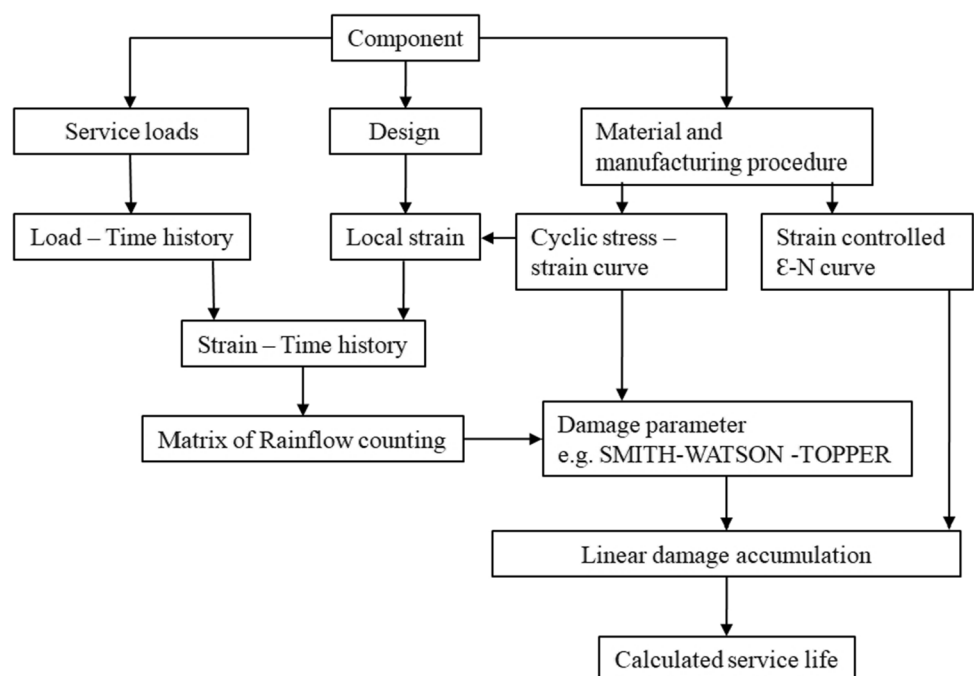 Component
Service loads
Design
Material and
manufacturing procedure
Load – Time history
Local strain
Cyclic stress –
strain curve
Strain controlled
Ɛ-N curve
Strain – Time history
Matrix of Rainflow counting
Damage parameter
e.g. SMITH-WATSON -TOPPER
Linear damage accumulation
Calculated service life